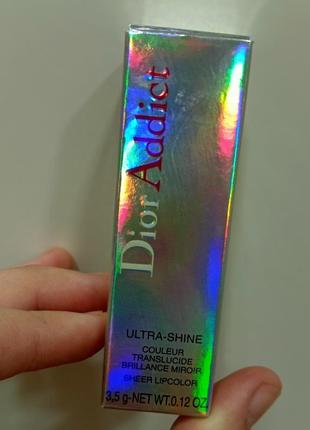 Dior Addict
ULTRA-SHINE
COULEUR
TRANSLUCIDE
BRILLANCE MIROIR
SHEER LIPCOLOR
3,5 g-NET WT.0.12 OZ